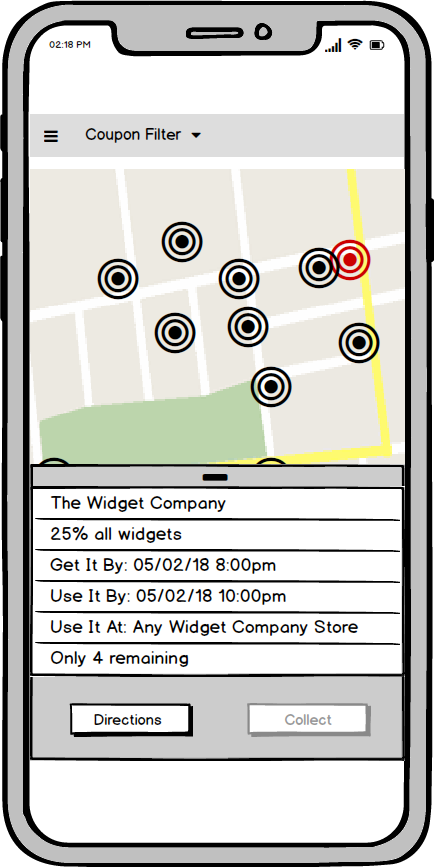 02:18 PM
Coupon Filter
The Widget Company
25% all widgets
Get It By: 05/02/18 8:00pm
Use It By: 05/02/18 10:00pm
Use It At: Any Widget Company Store
Only 4 remaining
Directions
Collect